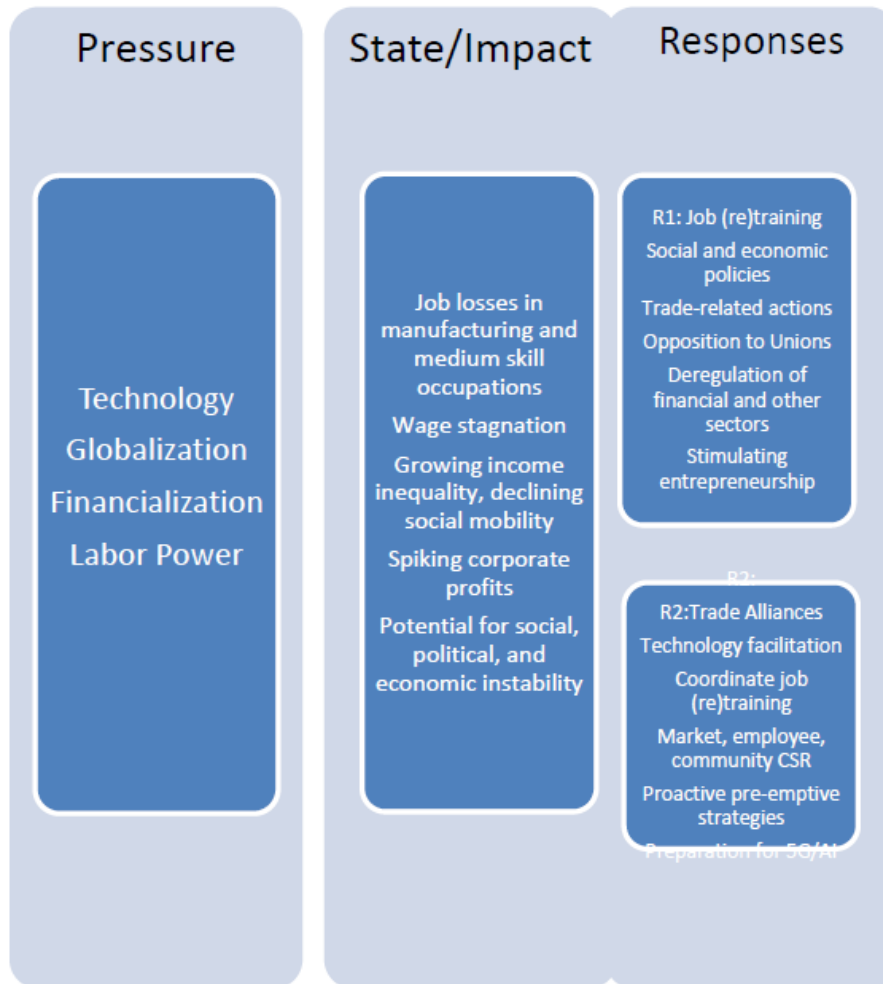 Pressure
Technology
Globalization
Financialization
Labor Power
State/Impact
Job losses in
manufacturing and
medium skill
occupations
Wage stagnation
Growing income
inequality, declining
social mobility
Spiking corporate
profits
Potential for social,
political, and
economic instability
Responses
R1: Job (re)training
Social and economic
policies
Trade-related actions
Opposition to Unions
Deregulation of
financial and other
sectors
Stimulating
entrepreneurship
R2:
R2:Trade Alliances
Technology facilitation
Coordinate job
(re)training
Market, employee,
community CSR
Proactive pre-emptive
strategies
Preparation for 5G/AI